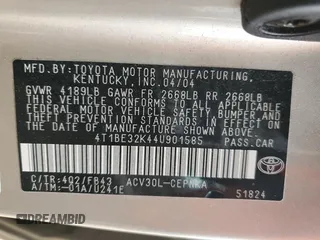 MFD.BY:TOYOTA MOTOR MANUFACTURING,
KENTUCKY,INC.04/04
GVWR 4189LB GAWR FR 2668LB RR 2668LB
THIS VEHICLE CONFORMS TO ALL APPLICABLE
FEDERAL MOTOR VEHICLE SAFETY, BUMPER, AND
THEFT PREVENTION STANDARDS IN EFFECT ON
THE DATE OF MANUFACTURE SHOWN ABOVE.
4T1BE32K44U901585 PASS.CAR
C/TR:4Q2/FB43 ACV30L-CEPNKA
A/TM:-01A/U241E
TOYOTA
51824
DREAMBID